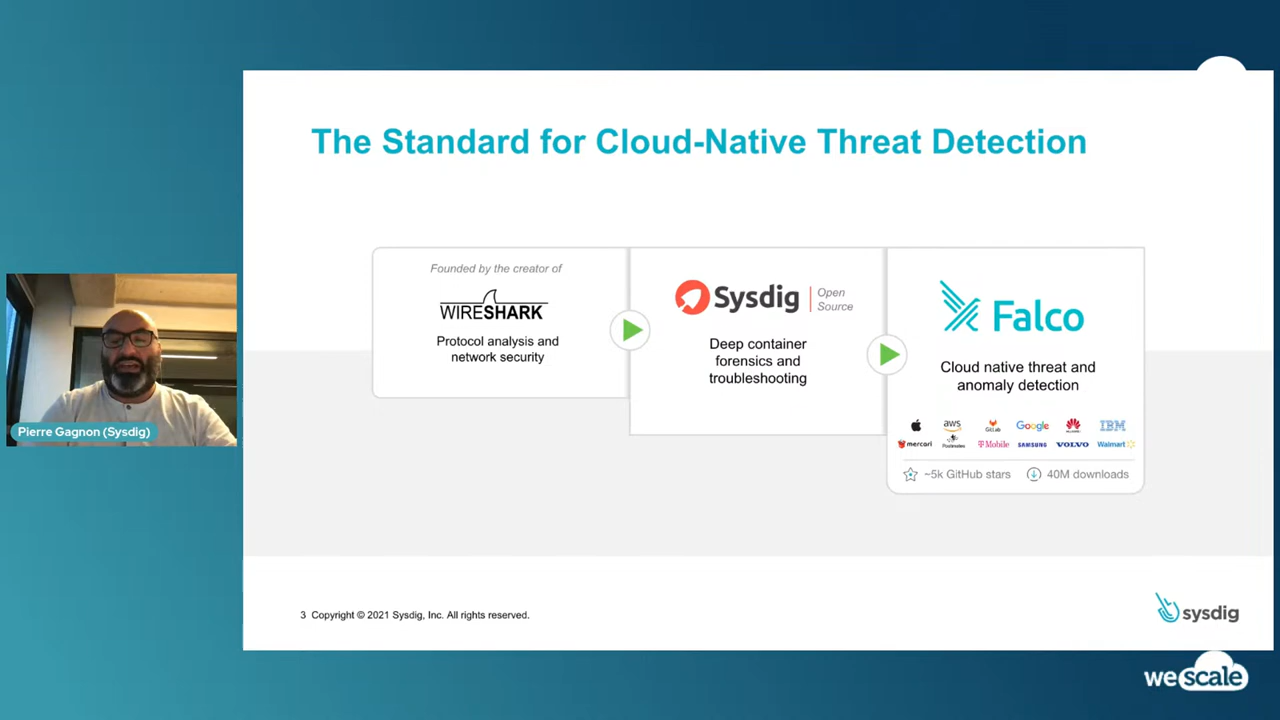 The Standard for Cloud-Native Threat Detection
Founded by the creator of
WIRESHARK
Protocol analysis and
network security
Sysdig
Open
Source
Deep container
forensics and
troubleshooting
Falco
Cloud native threat and
anomaly detection
aws GitLab Google HUAWEI IBM
mercari Postmates T Mobile SAMSUNG VOLVO Walmart
~5k GitHub stars 40M downloads
Pierre Gagnon (Sysdig)
3 Copyright © 2021 Sysdig, Inc. All rights reserved.
sysdig
wescale